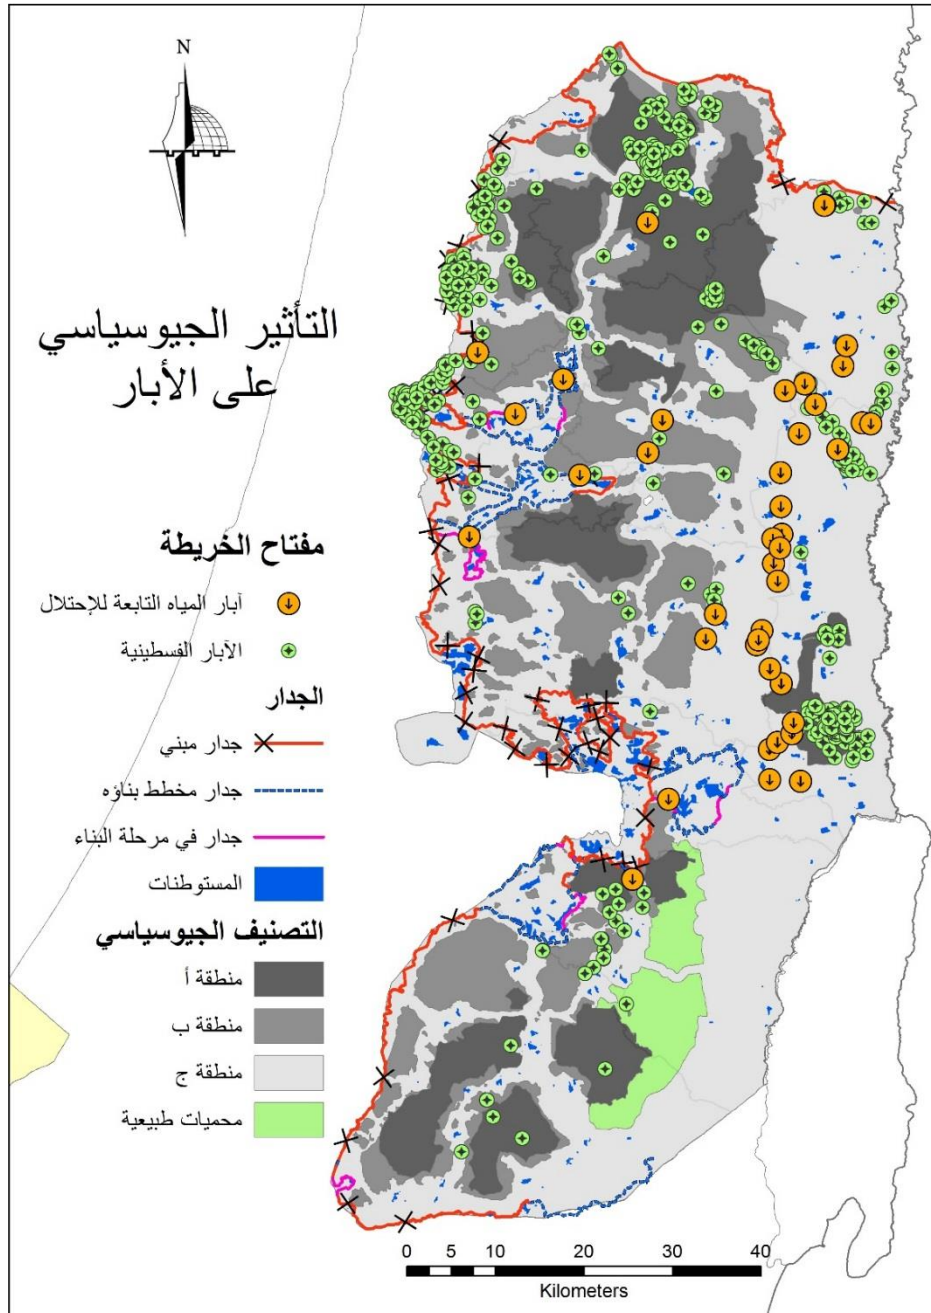 N
التأثير الجيوسياسي
على الأبار
مفتاح الخريطة
آبار المياه التابعة للإحتلال
الآبار الفسطينية
الجدار
جدار مبني
جدار مخطط بناؤه
جدار في مرحلة البناء
المستوطنات
التصنيف الجيوسياسي
منطقة أ
منطقة ب
منطقة ج
محميات طبيعية
0 5 10 20 30 40
Kilometers